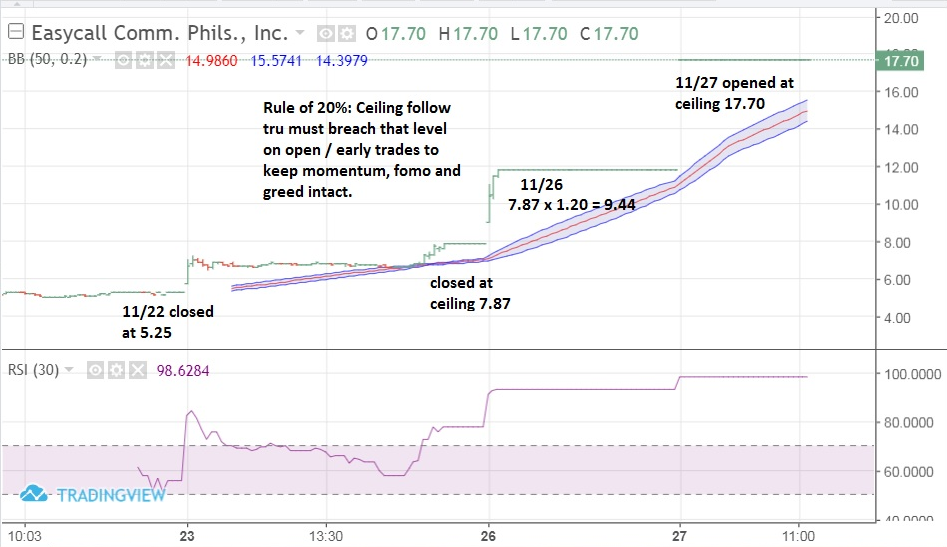 Easycall Comm. Phils., Inc. O17.70 H17.70 L17.70 C17.70
BB (50, 0.2) 14.9860 15.5741 14.3979
20.00
18.00
17.70
16.00
14.00
12.00
10.00
8.00
6.00
4.00
11/27 opened at
ceiling 17.70
Rule of 20%: Ceiling follow
tru must breach that level
on open / early trades to
keep momentum, fomo and
greed intact.
11/26
7.87 x 1.20 = 9.44
closed at
ceiling 7.87
11/22 closed
at 5.25
RSI (30) 98.6284
100.0000
80.0000
60.0000
40.0000
TRADINGVIEW
10:03 23 13:30 26 27 11:00